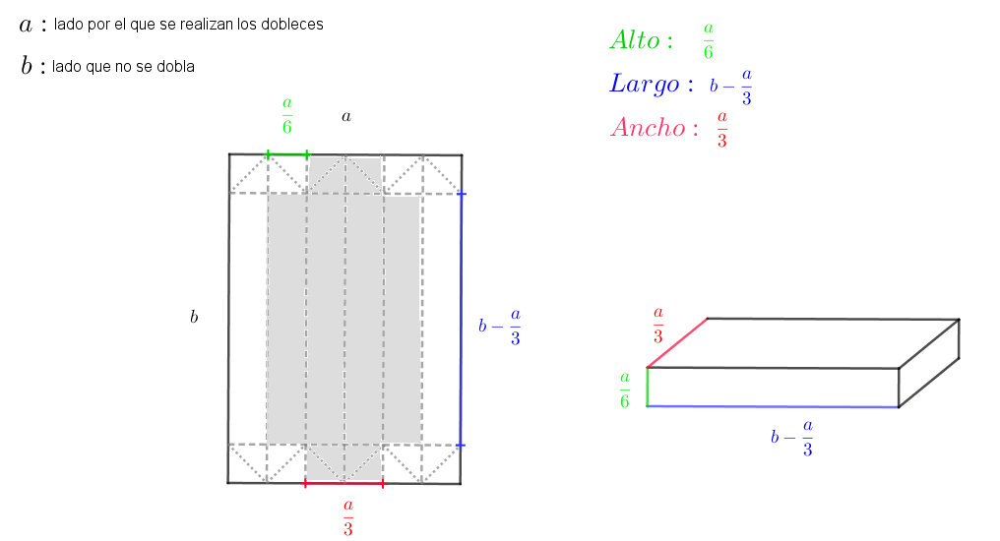 a : lado por el que se realizan los dobleces
b : lado que no se dobla
Alto : a/6
Largo : b − a/3
Ancho : a/3
a/6
a
b
b − a/3
a/3
a/3
a/6
b − a/3